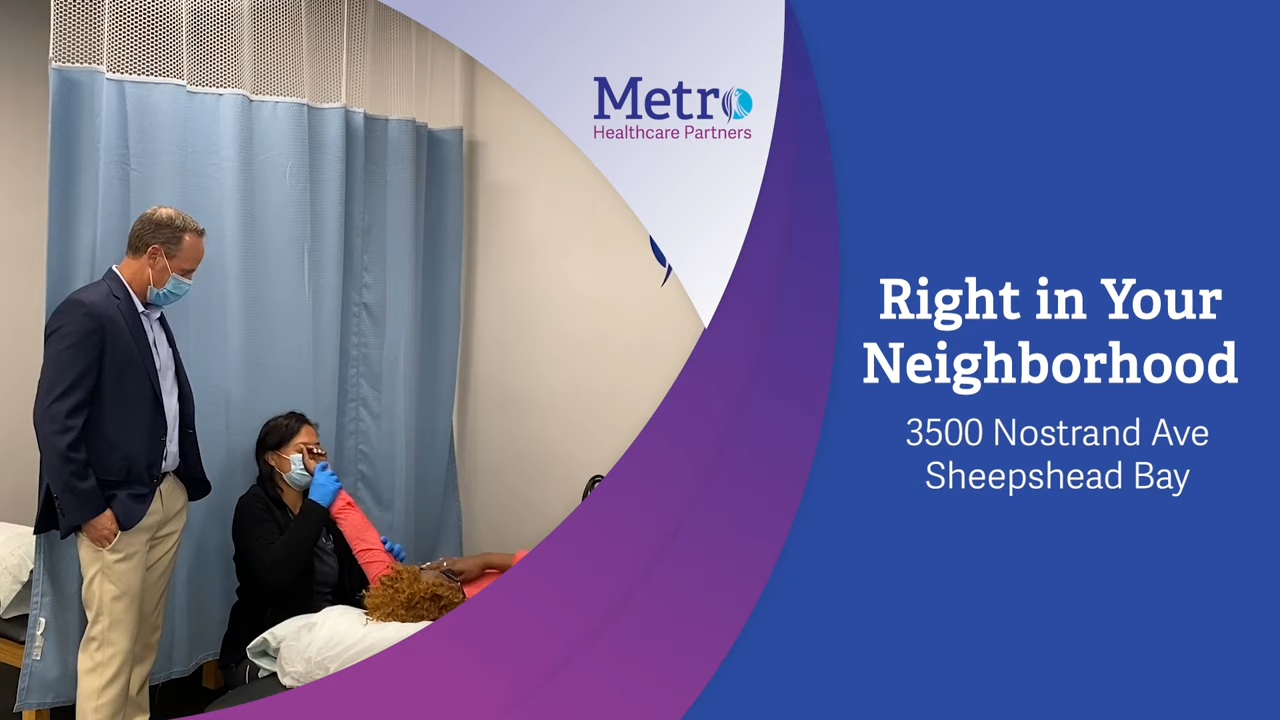 Metro
Healthcare Partners
Right in Your
Neighborhood
3500 Nostrand Ave
Sheepshead Bay